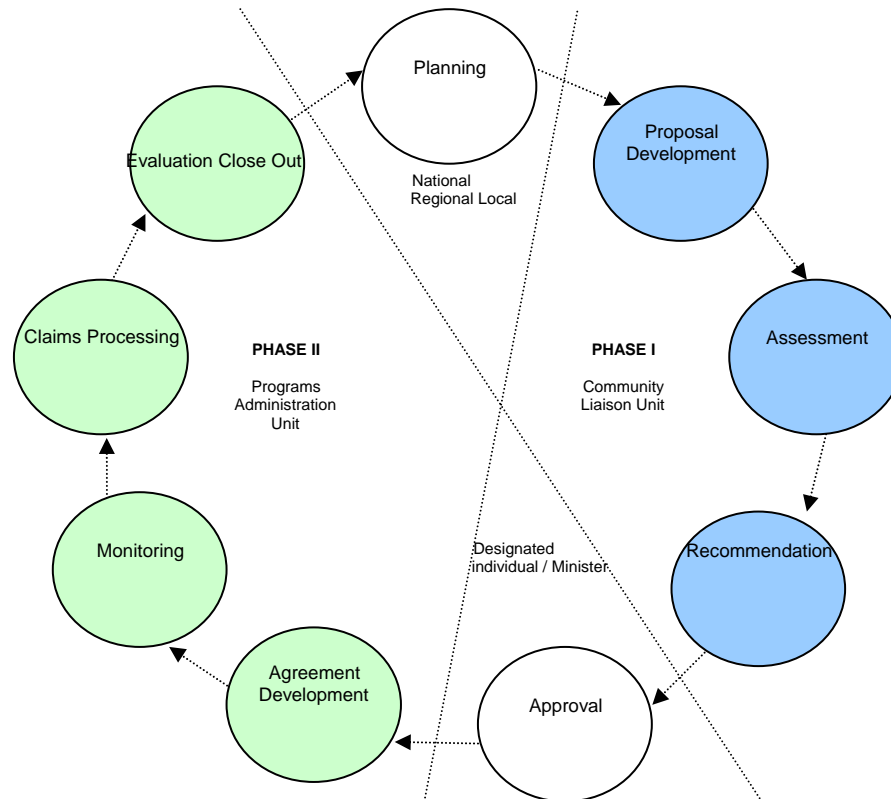 Planning
National
Regional Local
Proposal
Development
Assessment
Recommendation
Approval
Agreement
Development
Monitoring
Claims Processing
Evaluation Close Out
PHASE II
Programs
Administration
Unit
PHASE I
Community
Liaison Unit
Designated
individual / Minister